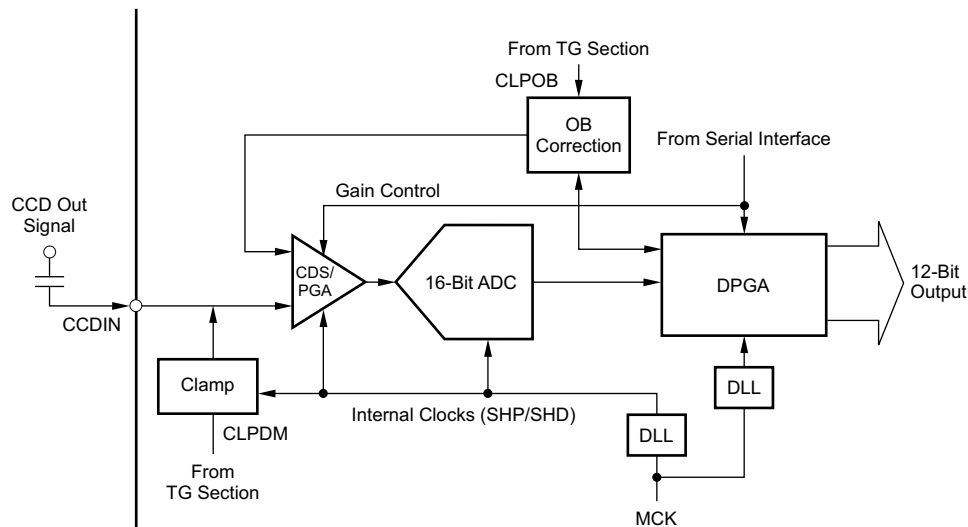 From TG Section
CLPOB
OB
Correction
From Serial Interface
Gain Control
CCD Out
Signal
CDS/
PGA
16-Bit ADC
DPGA
12-Bit
Output
CCDIN
Clamp
DLL
Internal Clocks (SHP/SHD)
DLL
CLPDM
From
TG Section
MCK